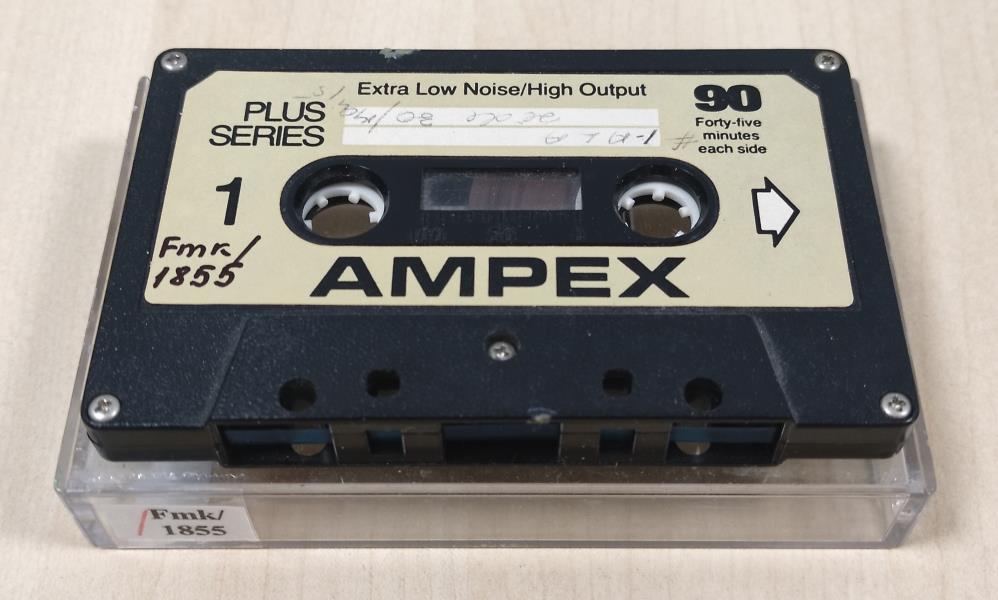 Extra Low Noise/High Output
PLUS
SERIES
90
Forty-five
minutes
each side
1
Fmk/
1855
AMPEX
Fmk/
1855